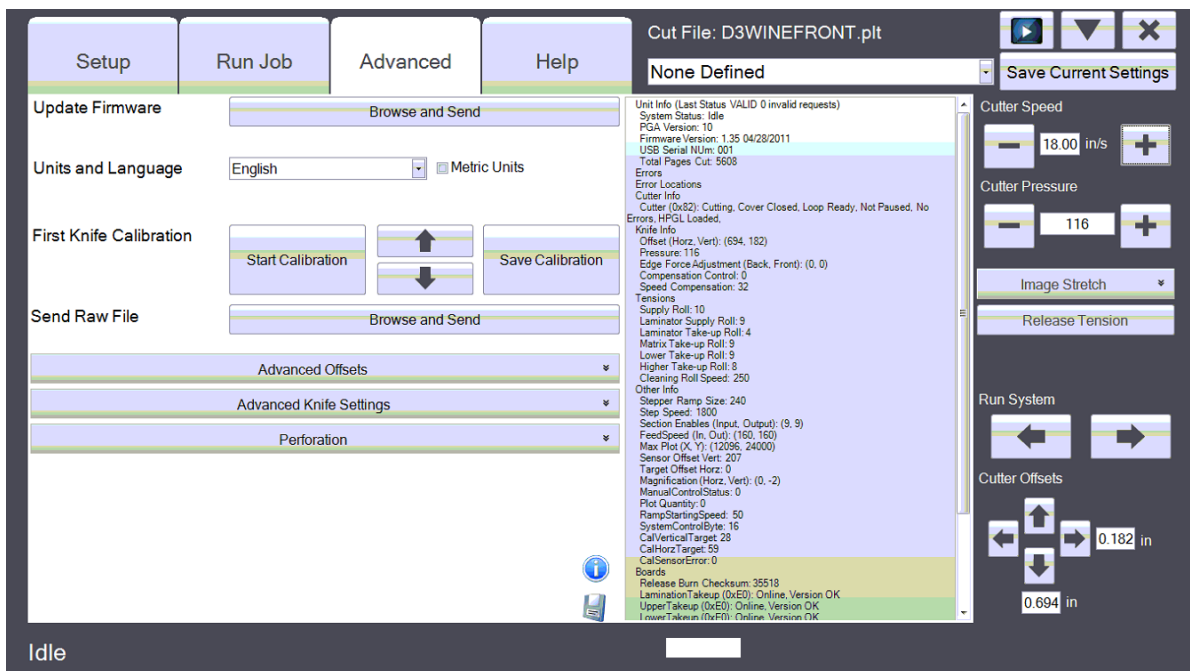 Setup
Run Job
Advanced
Help
Cut File: D3WINEFRONT.plt
None Defined
Save Current Settings
Update Firmware
Browse and Send
Units and Language
English
Metric Units
First Knife Calibration
Start Calibration
Save Calibration
Send Raw File
Browse and Send
Advanced Offsets
Advanced Knife Settings
Perforation
Unit Info (Last Status VALID 0 invalid requests)
System Status: Idle
PGA Version: 10
Firmware Version: 1.35 04/28/2011
USB Serial NUm: 001
Total Pages Cut: 5608
Errors
Error Locations
Cutter Info
Cutter (0x82): Cutting, Cover Closed, Loop Ready, Not Paused, No
Errors, HPGL Loaded,
Knife Info
Offset (Horz, Vert): (694, 182)
Pressure: 116
Edge Force Adjustment (Back, Front): (0, 0)
Compensation Control: 0
Speed Compensation: 32
Tensions
Supply Roll: 10
Laminator Supply Roll: 9
Laminator Take-up Roll: 4
Matrix Take-up Roll: 9
Lower Take-up Roll: 9
Higher Take-up Roll: 8
Cleaning Roll Speed: 250
Other Info
Stepper Ramp Size: 240
Step Speed: 1800
Section Enables (Input, Output): (9, 9)
FeedSpeed (In, Out): (160, 160)
Max Plot (X, Y): (12096, 24000)
Sensor Offset Vert: 207
Target Offset Horz: 0
Magnification (Horz, Vert): (0, -2)
ManualControlStatus: 0
Plot Quantity: 0
RampStartingSpeed: 50
SystemControlByte: 16
CalVerticalTarget: 28
CalHorzTarget: 59
CalSensorError: 0
Boards
Release Burn Checksum: 35518
LaminationTakeup (0xE0): Online, Version OK
UpperTakeup (0xE0): Online, Version OK
LowerTakeup (0xE0): Online, Version OK
Cutter Speed
18.00 in/s
Cutter Pressure
116
Image Stretch
Release Tension
Run System
Cutter Offsets
0.182 in
0.694 in
Idle